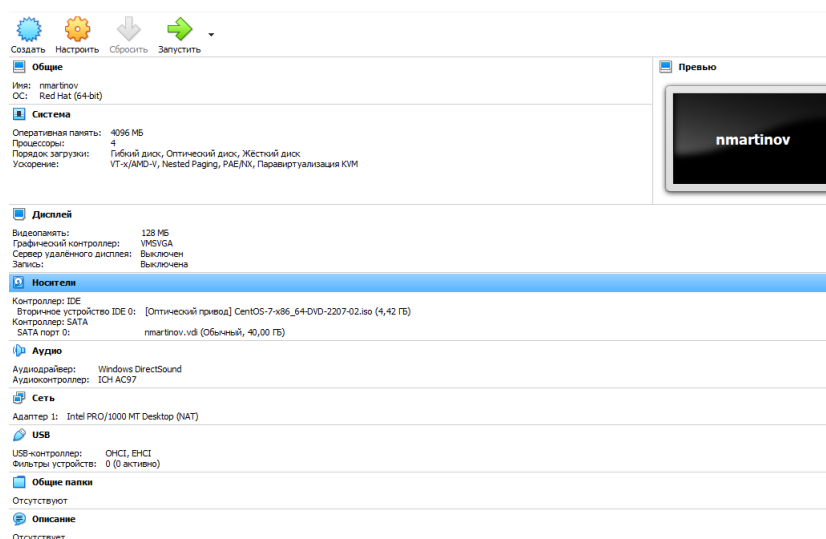 Создать Настроить Сбросить Запустить
Общие
Имя: nmartinov
ОС: Red Hat (64-bit)
Система
Оперативная память: 4096 МБ
Процессоры: 4
Порядок загрузки: Гибкий диск, Оптический диск, Жёсткий диск
Ускорение: VT-x/AMD-V, Nested Paging, PAE/NX, Паравиртуализация KVM
Превью
nmartinov
Дисплей
Видеопамять: 128 МБ
Графический контроллер: VMSVGA
Сервер удалённого дисплея: Выключен
Запись: Выключена
Носители
Контроллер: IDE
Вторичное устройство IDE 0: [Оптический привод] CentOS-7-x86_64-DVD-2207-02.iso (4,42 ГБ)
Контроллер: SATA
SATA порт 0: nmartinov.vdi (Обычный, 40,00 ГБ)
Аудио
Аудиодрайвер: Windows DirectSound
Аудиоконтроллер: ICH AC97
Сеть
Адаптер 1: Intel PRO/1000 MT Desktop (NAT)
USB
USB-контроллер: OHCI, EHCI
Фильтры устройств: 0 (0 активно)
Общие папки
Отсутствуют
Описание
Отсутствует